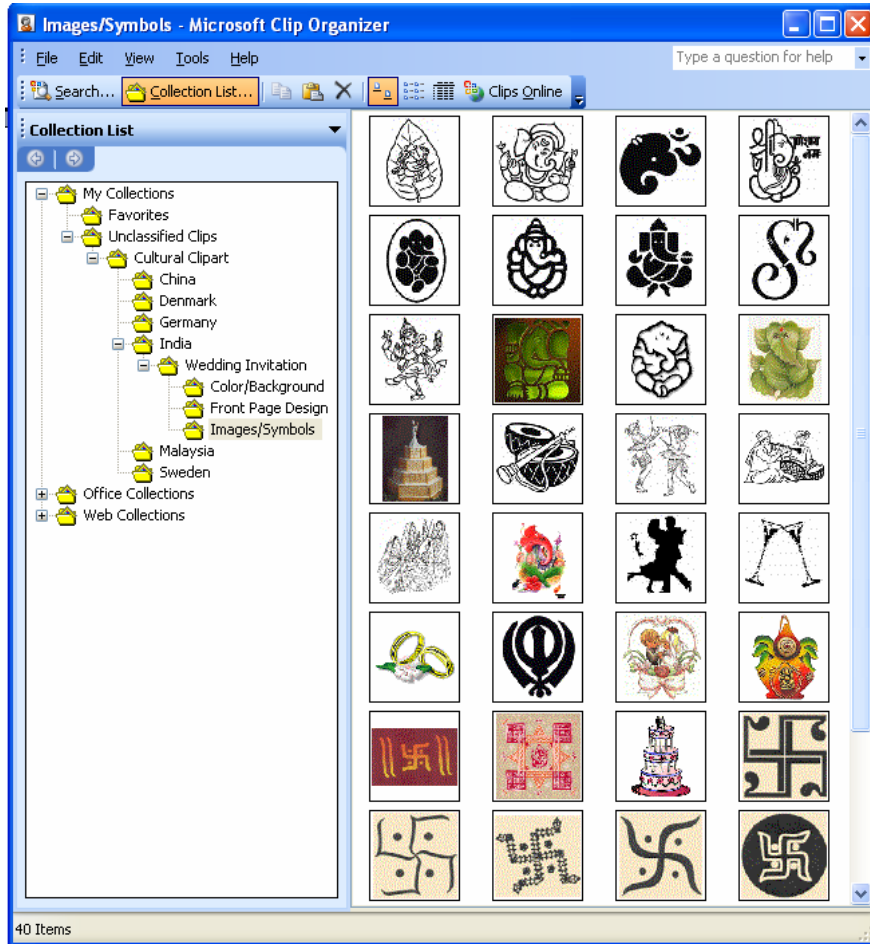 Images/Symbols - Microsoft Clip Organizer
File Edit View Tools Help
Type a question for help
Search... Collection List... Clips Online
Collection List
My Collections
Favorites
Unclassified Clips
Cultural Clipart
China
Denmark
Germany
India
Wedding Invitation
Color/Background
Front Page Design
Images/Symbols
Malaysia
Sweden
Office Collections
Web Collections
ॐ
40 Items